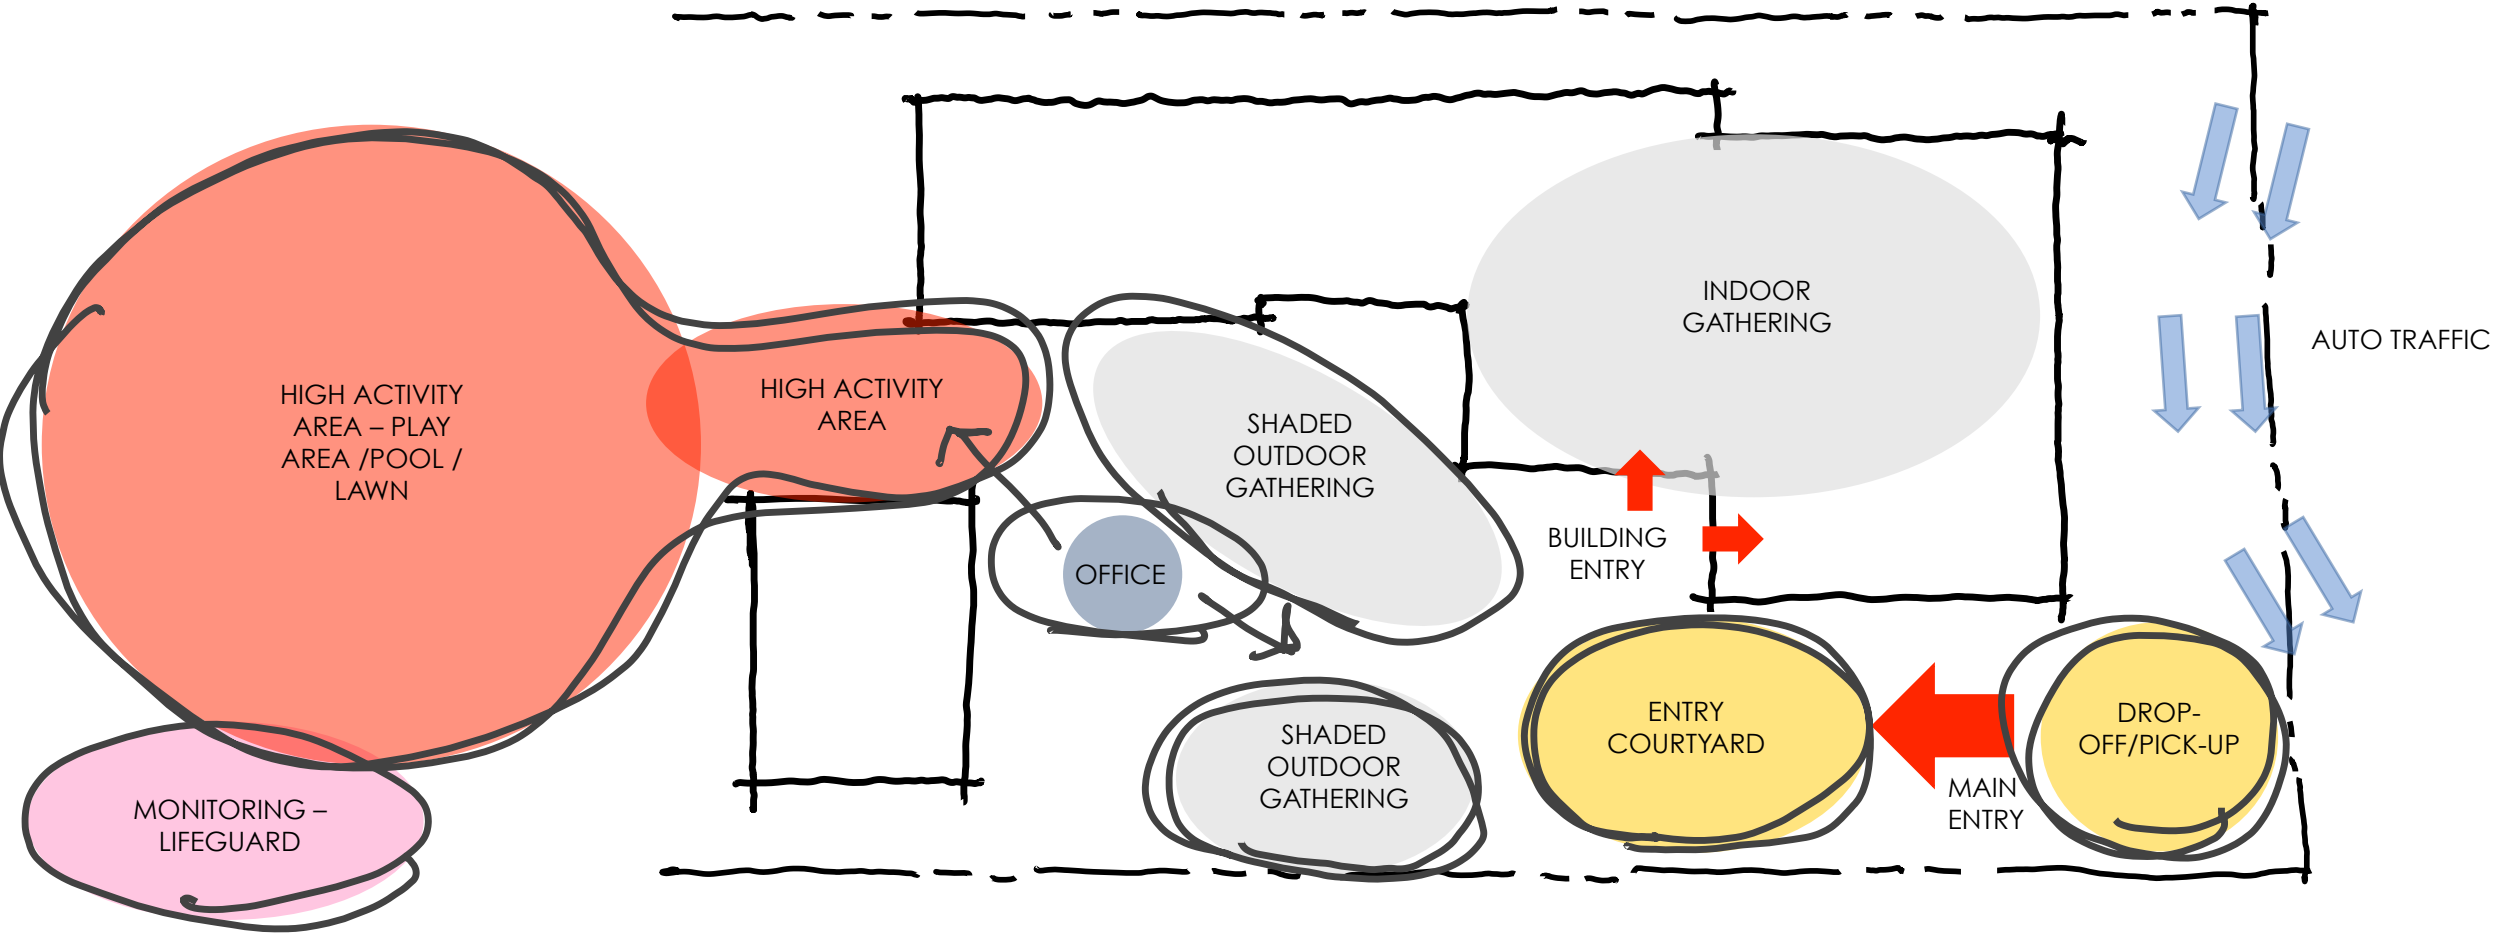 INDOOR
GATHERING
AUTO TRAFFIC
HIGH ACTIVITY
AREA – PLAY
AREA /POOL /
LAWN
HIGH ACTIVITY
AREA
SHADED
OUTDOOR
GATHERING
BUILDING
ENTRY
OFFICE
ENTRY
COURTYARD
DROP-
OFF/PICK-UP
SHADED
OUTDOOR
GATHERING
MAIN
ENTRY
MONITORING –
LIFEGUARD